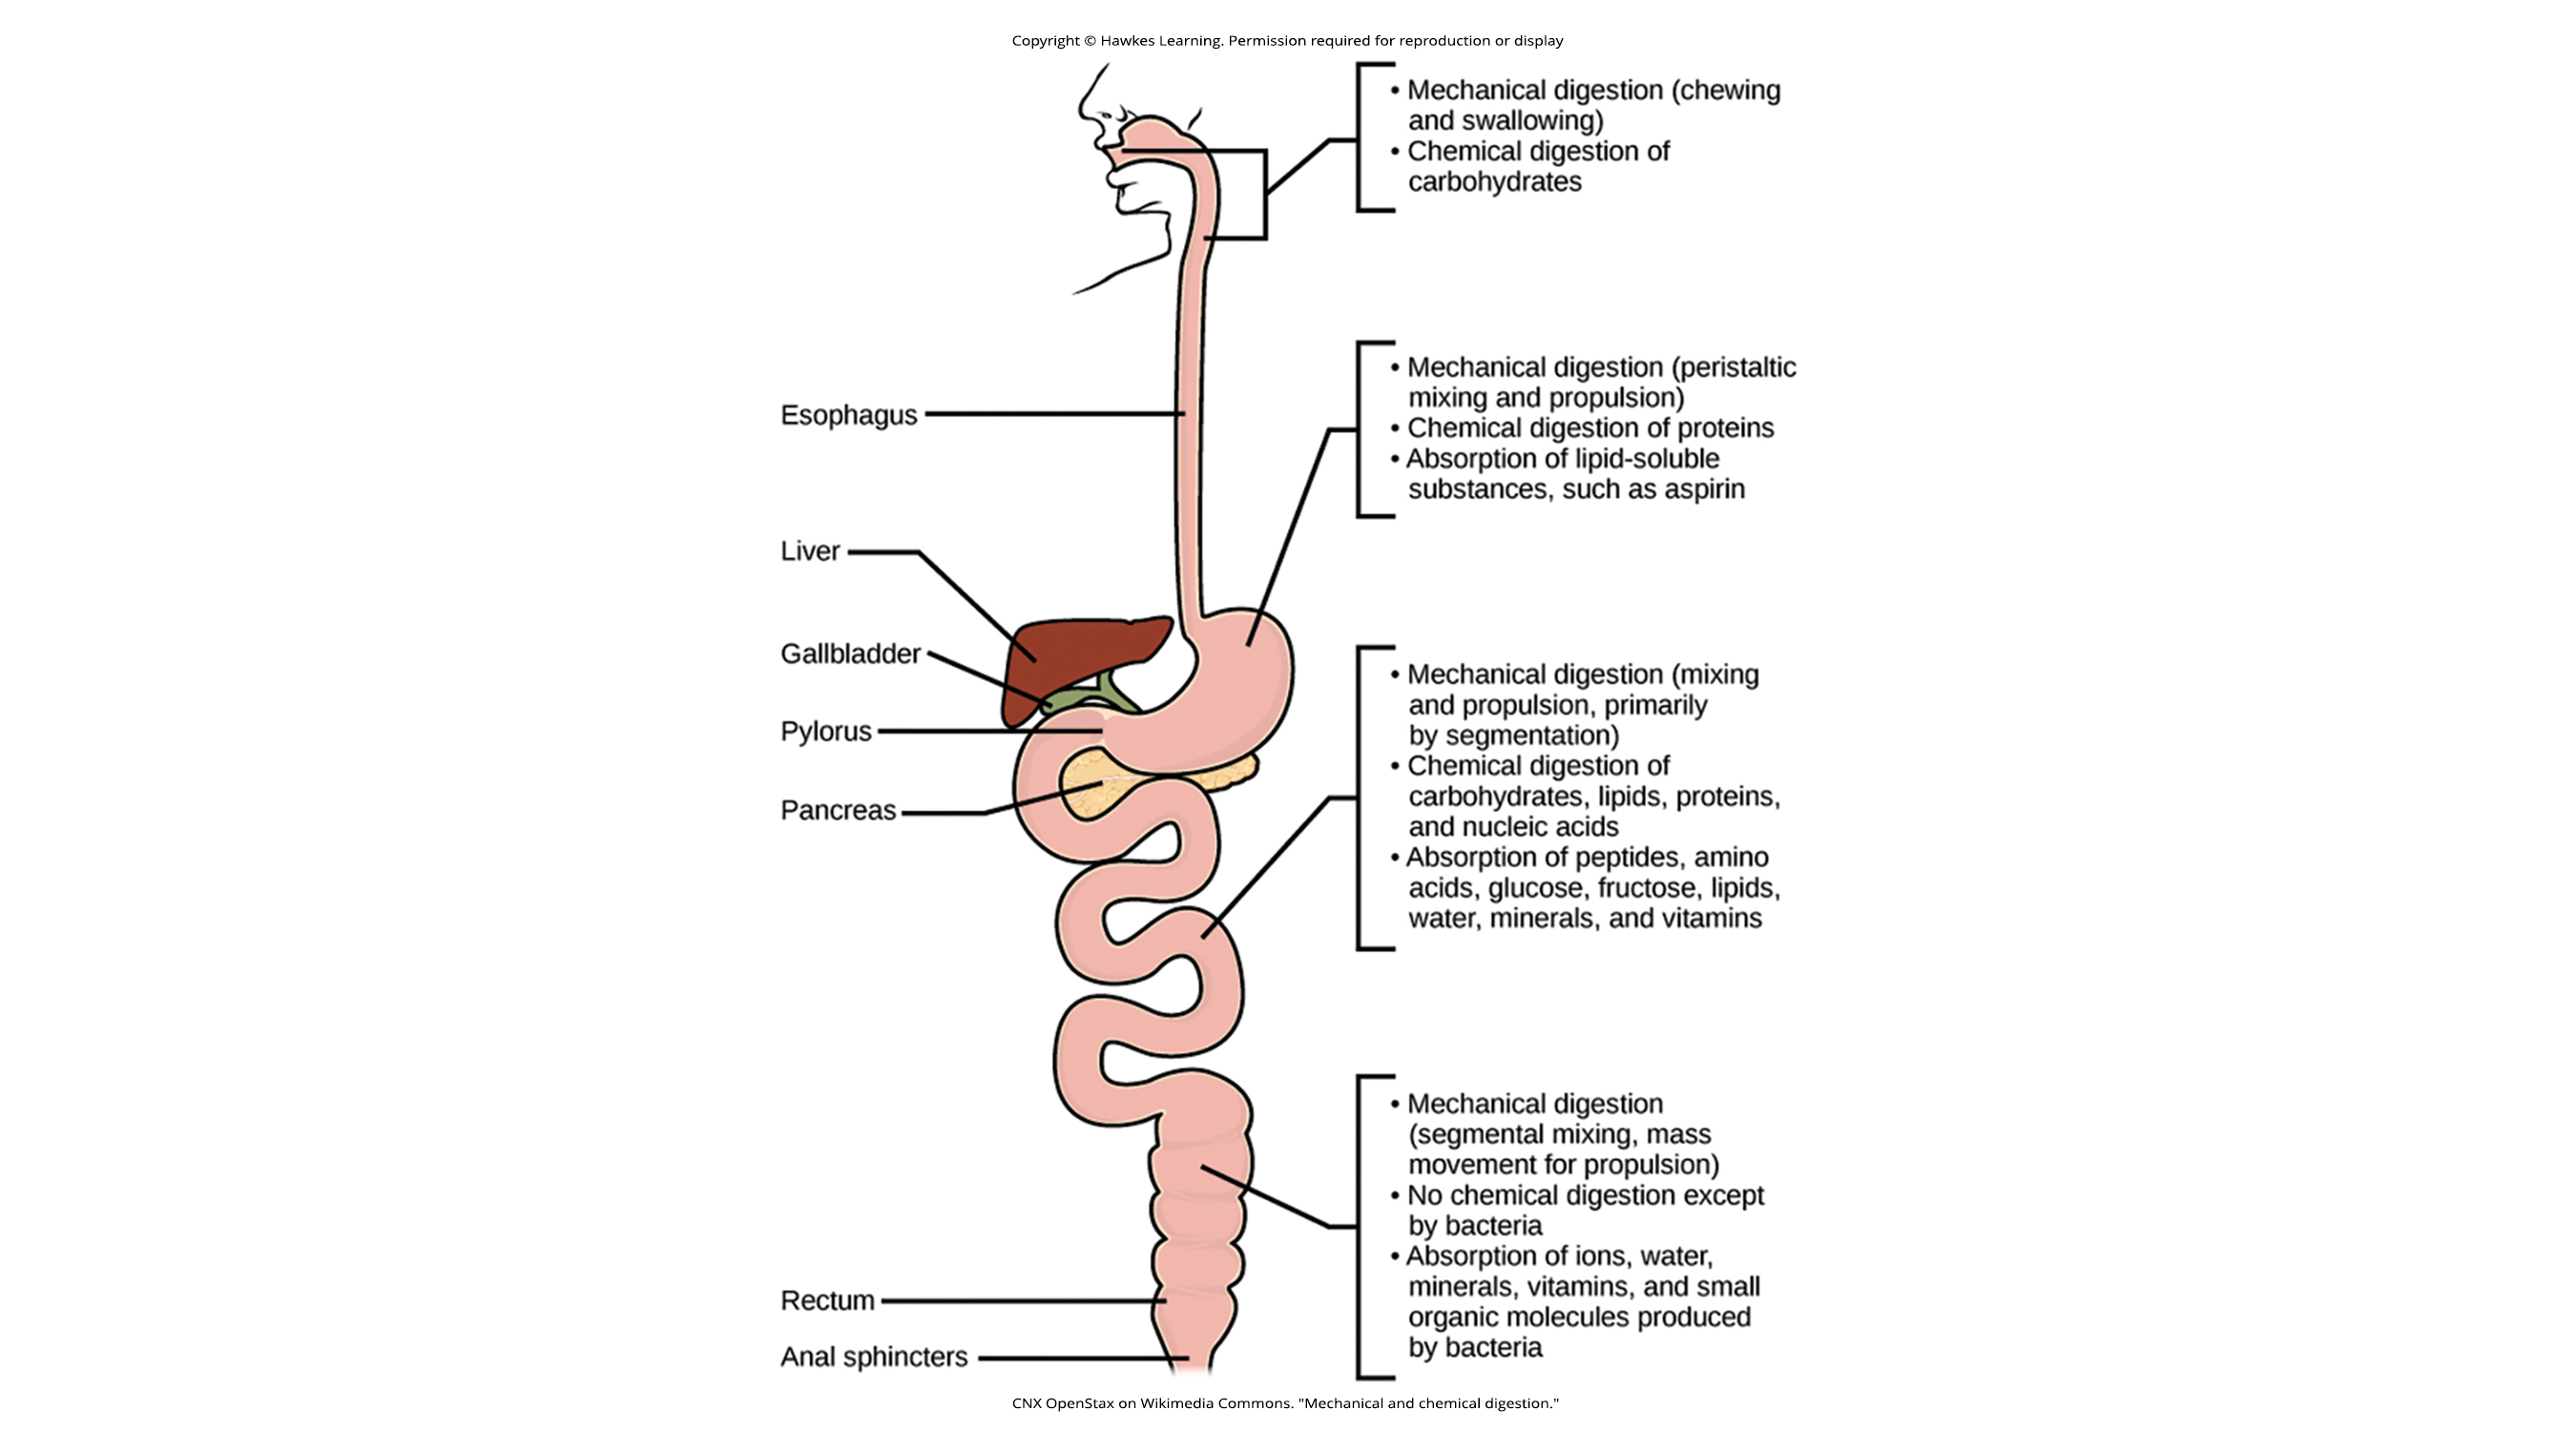 Copyright © Hawkes Learning. Permission required for reproduction or display
• Mechanical digestion (chewing
and swallowing)
• Chemical digestion of
carbohydrates
Esophagus
• Mechanical digestion (peristaltic
mixing and propulsion)
• Chemical digestion of proteins
• Absorption of lipid-soluble
substances, such as aspirin
Liver
Gallbladder
Pylorus
Pancreas
• Mechanical digestion (mixing
and propulsion, primarily
by segmentation)
• Chemical digestion of
carbohydrates, lipids, proteins,
and nucleic acids
• Absorption of peptides, amino
acids, glucose, fructose, lipids,
water, minerals, and vitamins
• Mechanical digestion
(segmental mixing, mass
movement for propulsion)
• No chemical digestion except
by bacteria
• Absorption of ions, water,
minerals, vitamins, and small
organic molecules produced
by bacteria
Rectum
Anal sphincters
CNX OpenStax on Wikimedia Commons. "Mechanical and chemical digestion."